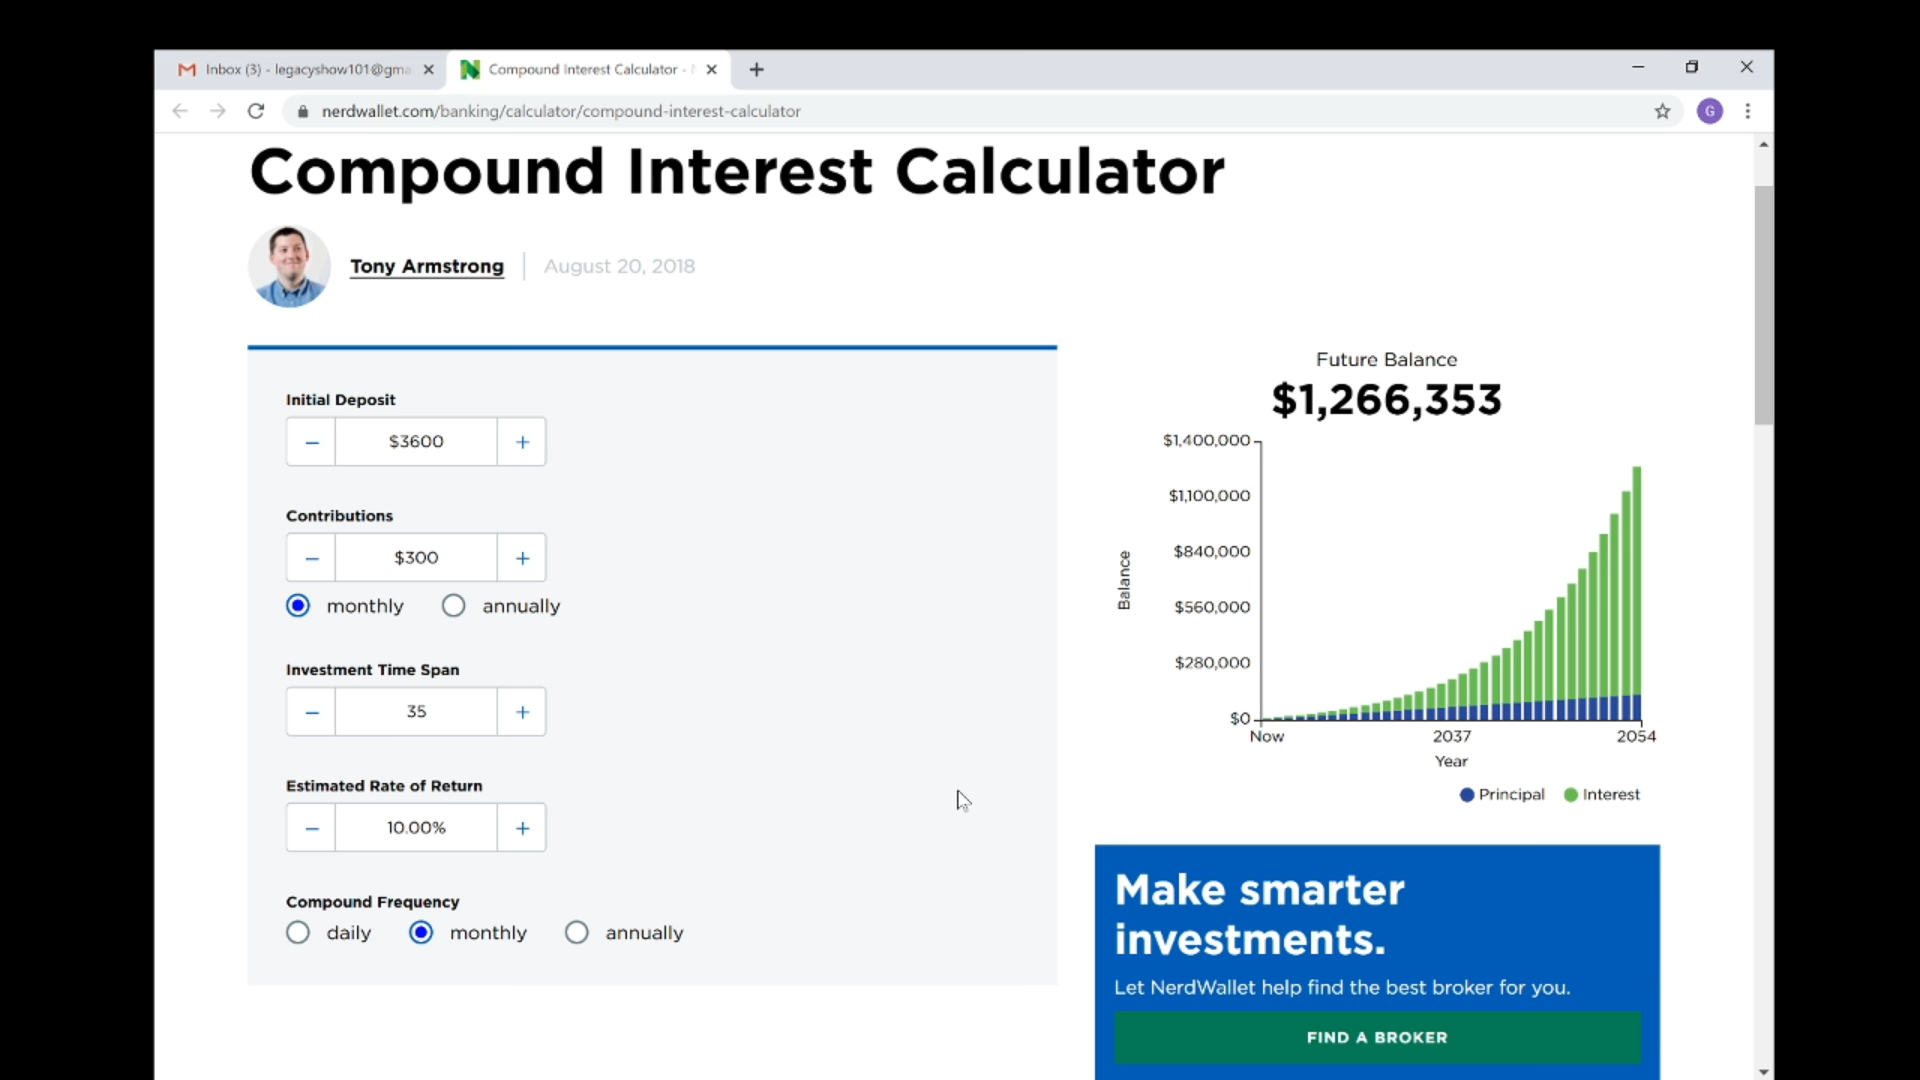 Inbox (3) - legacyshow101@gma
Compound Interest Calculator -
nerdwallet.com/banking/calculator/compound-interest-calculator
G
Compound Interest Calculator
Tony Armstrong
August 20, 2018
Initial Deposit
– $3600 +
Contributions
– $300 +
monthly annually
Investment Time Span
– 35 +
Estimated Rate of Return
– 10.00% +
Compound Frequency
daily monthly annually
Future Balance
$1,266,353
$1,400,000
$1,100,000
$840,000
$560,000
$280,000
$0
Balance
Now 2037 2054
Year
Principal Interest
Make smarter
investments.
Let NerdWallet help find the best broker for you.
FIND A BROKER